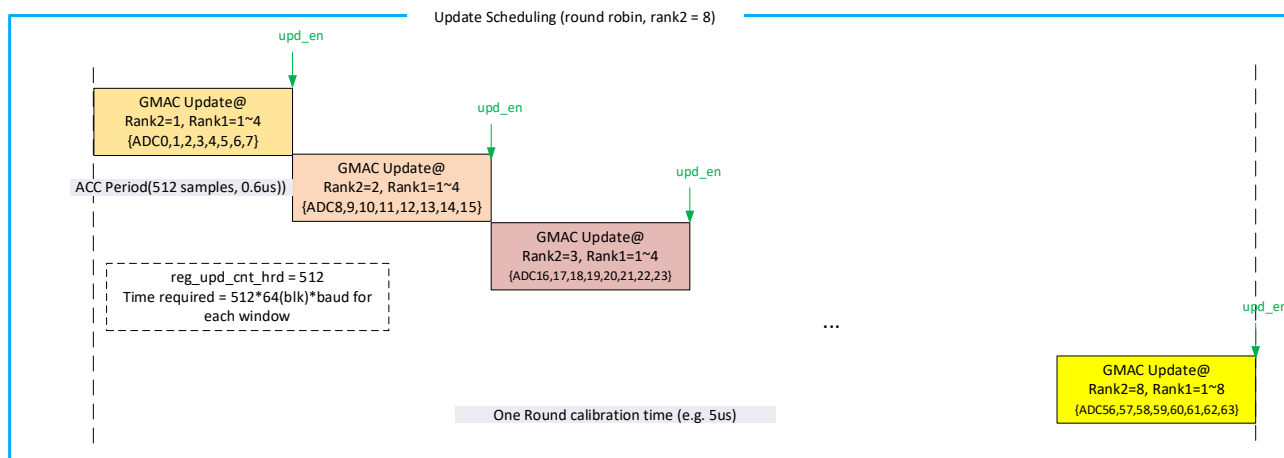 Update Scheduling (round robin, rank2 = 8)
upd_en
GMAC Update@
Rank2=1, Rank1=1~4
{ADC0,1,2,3,4,5,6,7}
upd_en
ACC Period(512 samples, 0.6us))
GMAC Update@
Rank2=2, Rank1=1~4
{ADC8,9,10,11,12,13,14,15}
upd_en
GMAC Update@
Rank2=3, Rank1=1~4
{ADC16,17,18,19,20,21,22,23}
reg_upd_cnt_hrd = 512
Time required = 512*64(blk)*baud for
each window
...
upd_en
GMAC Update@
Rank2=8, Rank1=1~8
{ADC56,57,58,59,60,61,62,63}
One Round calibration time (e.g. 5us)